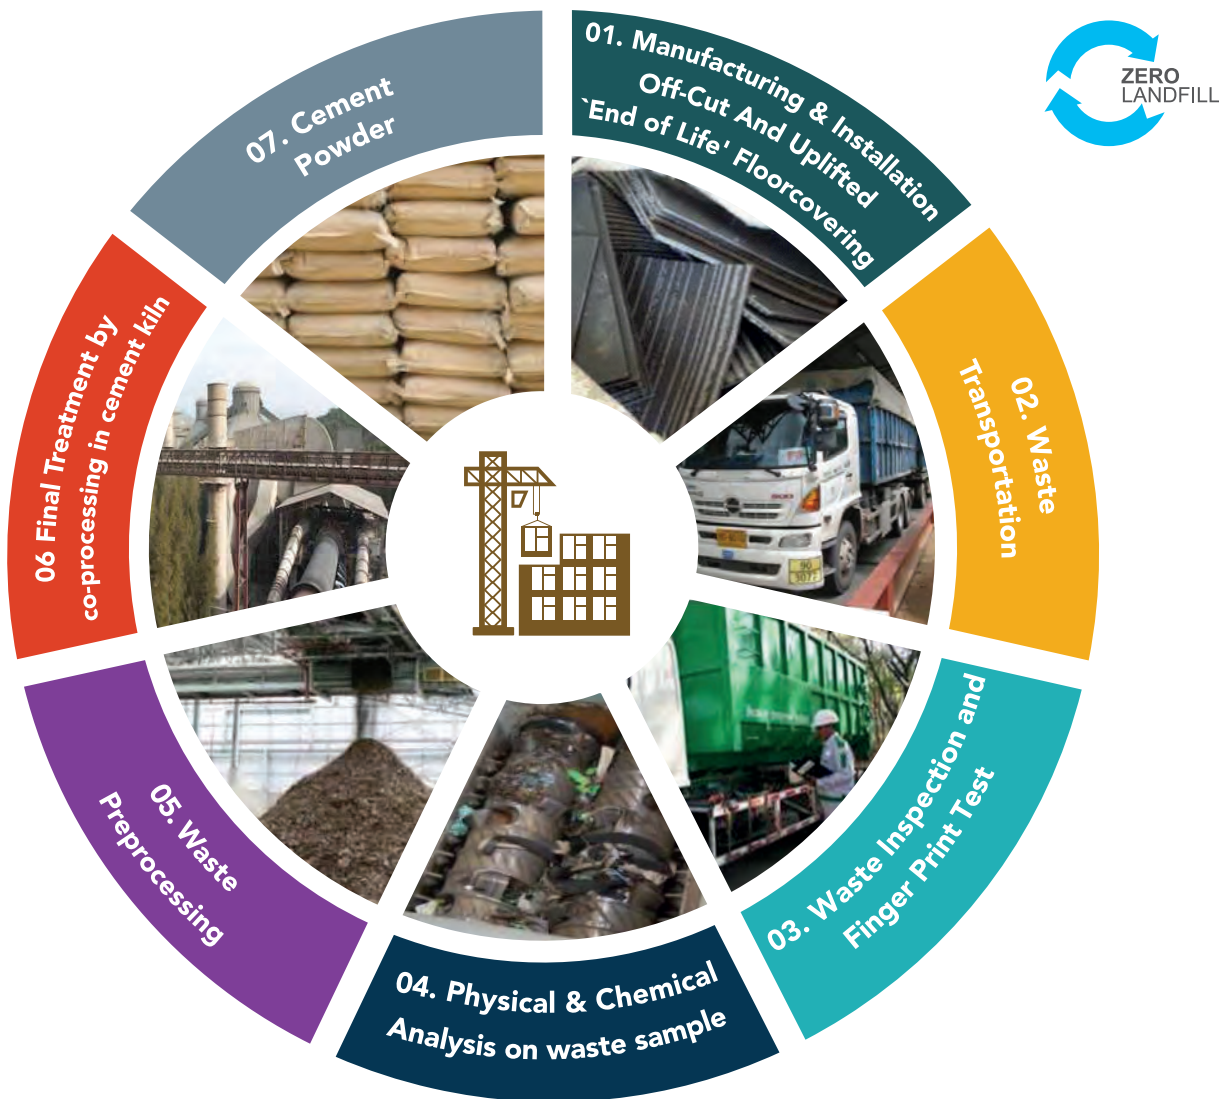 01. Manufacturing & Installation
Off-Cut And Uplifted
`End of Life' Floorcovering
ZERO
LANDFILL
02. Waste
Transportation
03. Waste Inspection and
Finger Print Test
04. Physical & Chemical
Analysis on waste sample
05. Waste
Preprocessing
06 Final Treatment by
co-processing in cement kiln
07. Cement
Powder